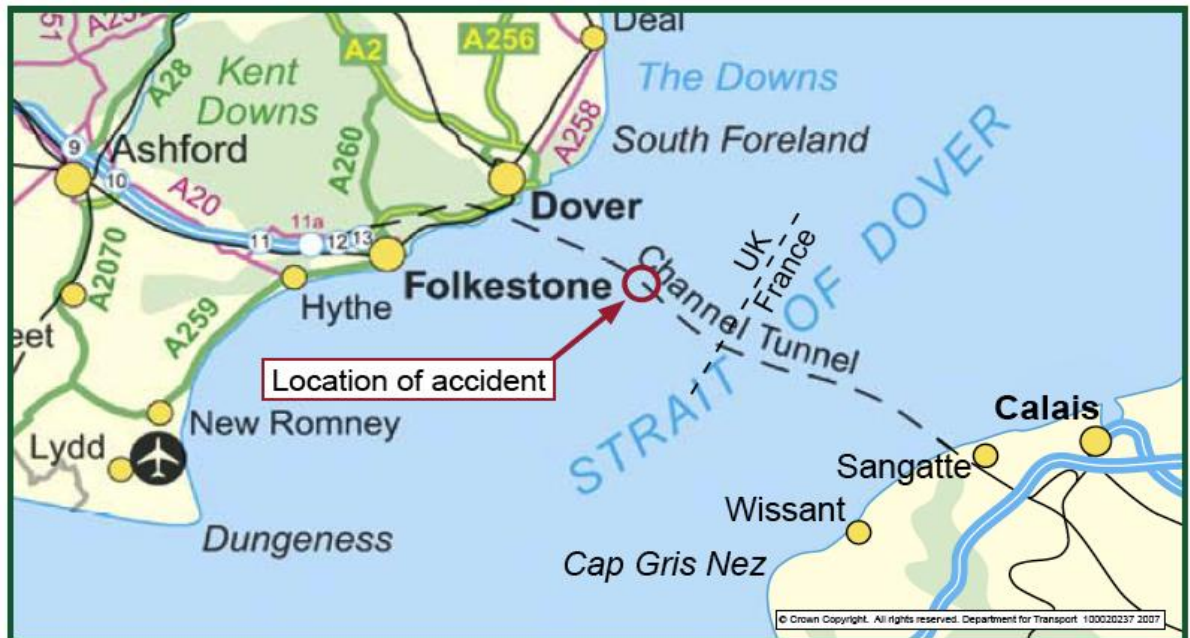 A251
A252
A28
Kent
Downs
A2
A256
Deal
The Downs
South Foreland
A258
A260
9
Ashford
10
A20
11a
11
12
13
Dover
Folkestone
Hythe
A2070
A259
Channel Tunnel
UK
France
STRAIT OF DOVER
Location of accident
New Romney
Lydd
Dungeness
Calais
Sangatte
Wissant
Cap Gris Nez
© Crown Copyright. All rights reserved. Department for Transport 100020237 2007